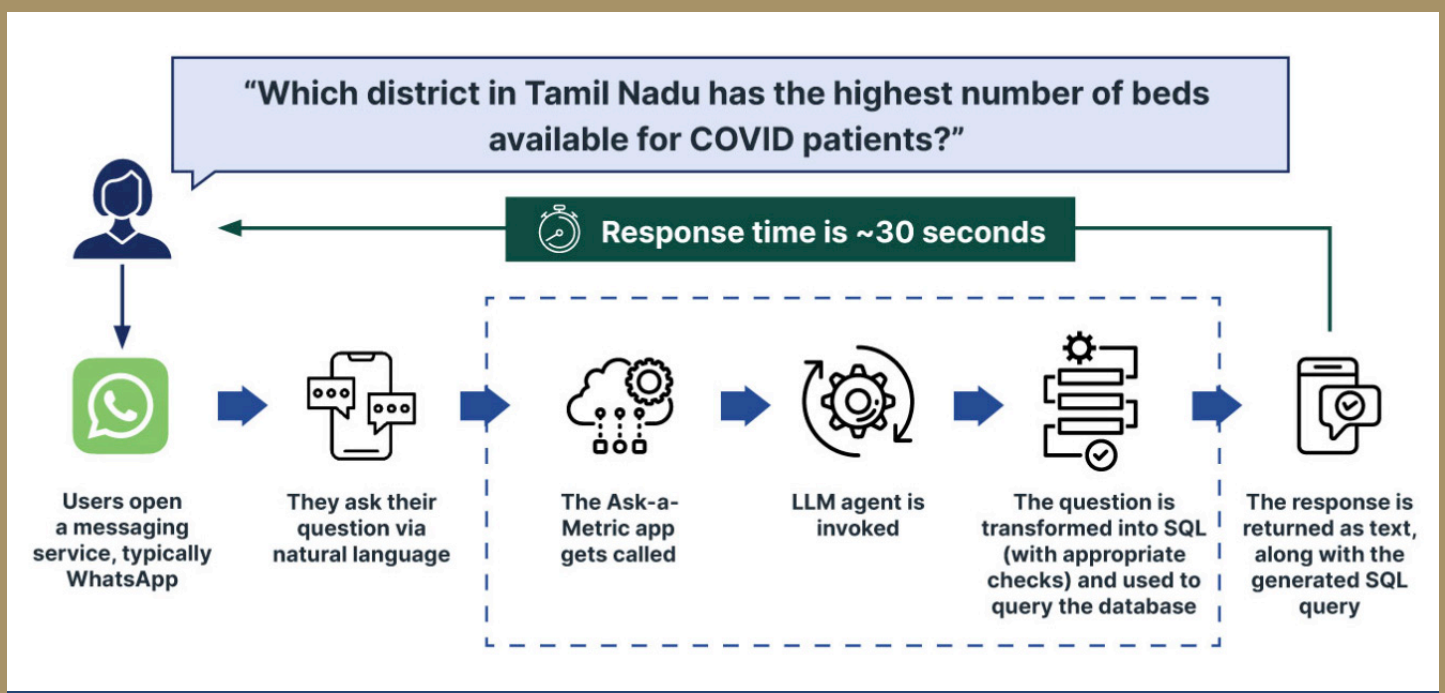 “Which district in Tamil Nadu has the highest number of beds
available for COVID patients?”
Response time is ~30 seconds
Users open
a messaging
service, typically
WhatsApp
They ask their
question via
natural language
The Ask-a-
Metric app
gets called
LLM agent is
invoked
The question is
transformed into SQL
(with appropriate
checks) and used to
query the database
The response is
returned as text,
along with the
generated SQL
query